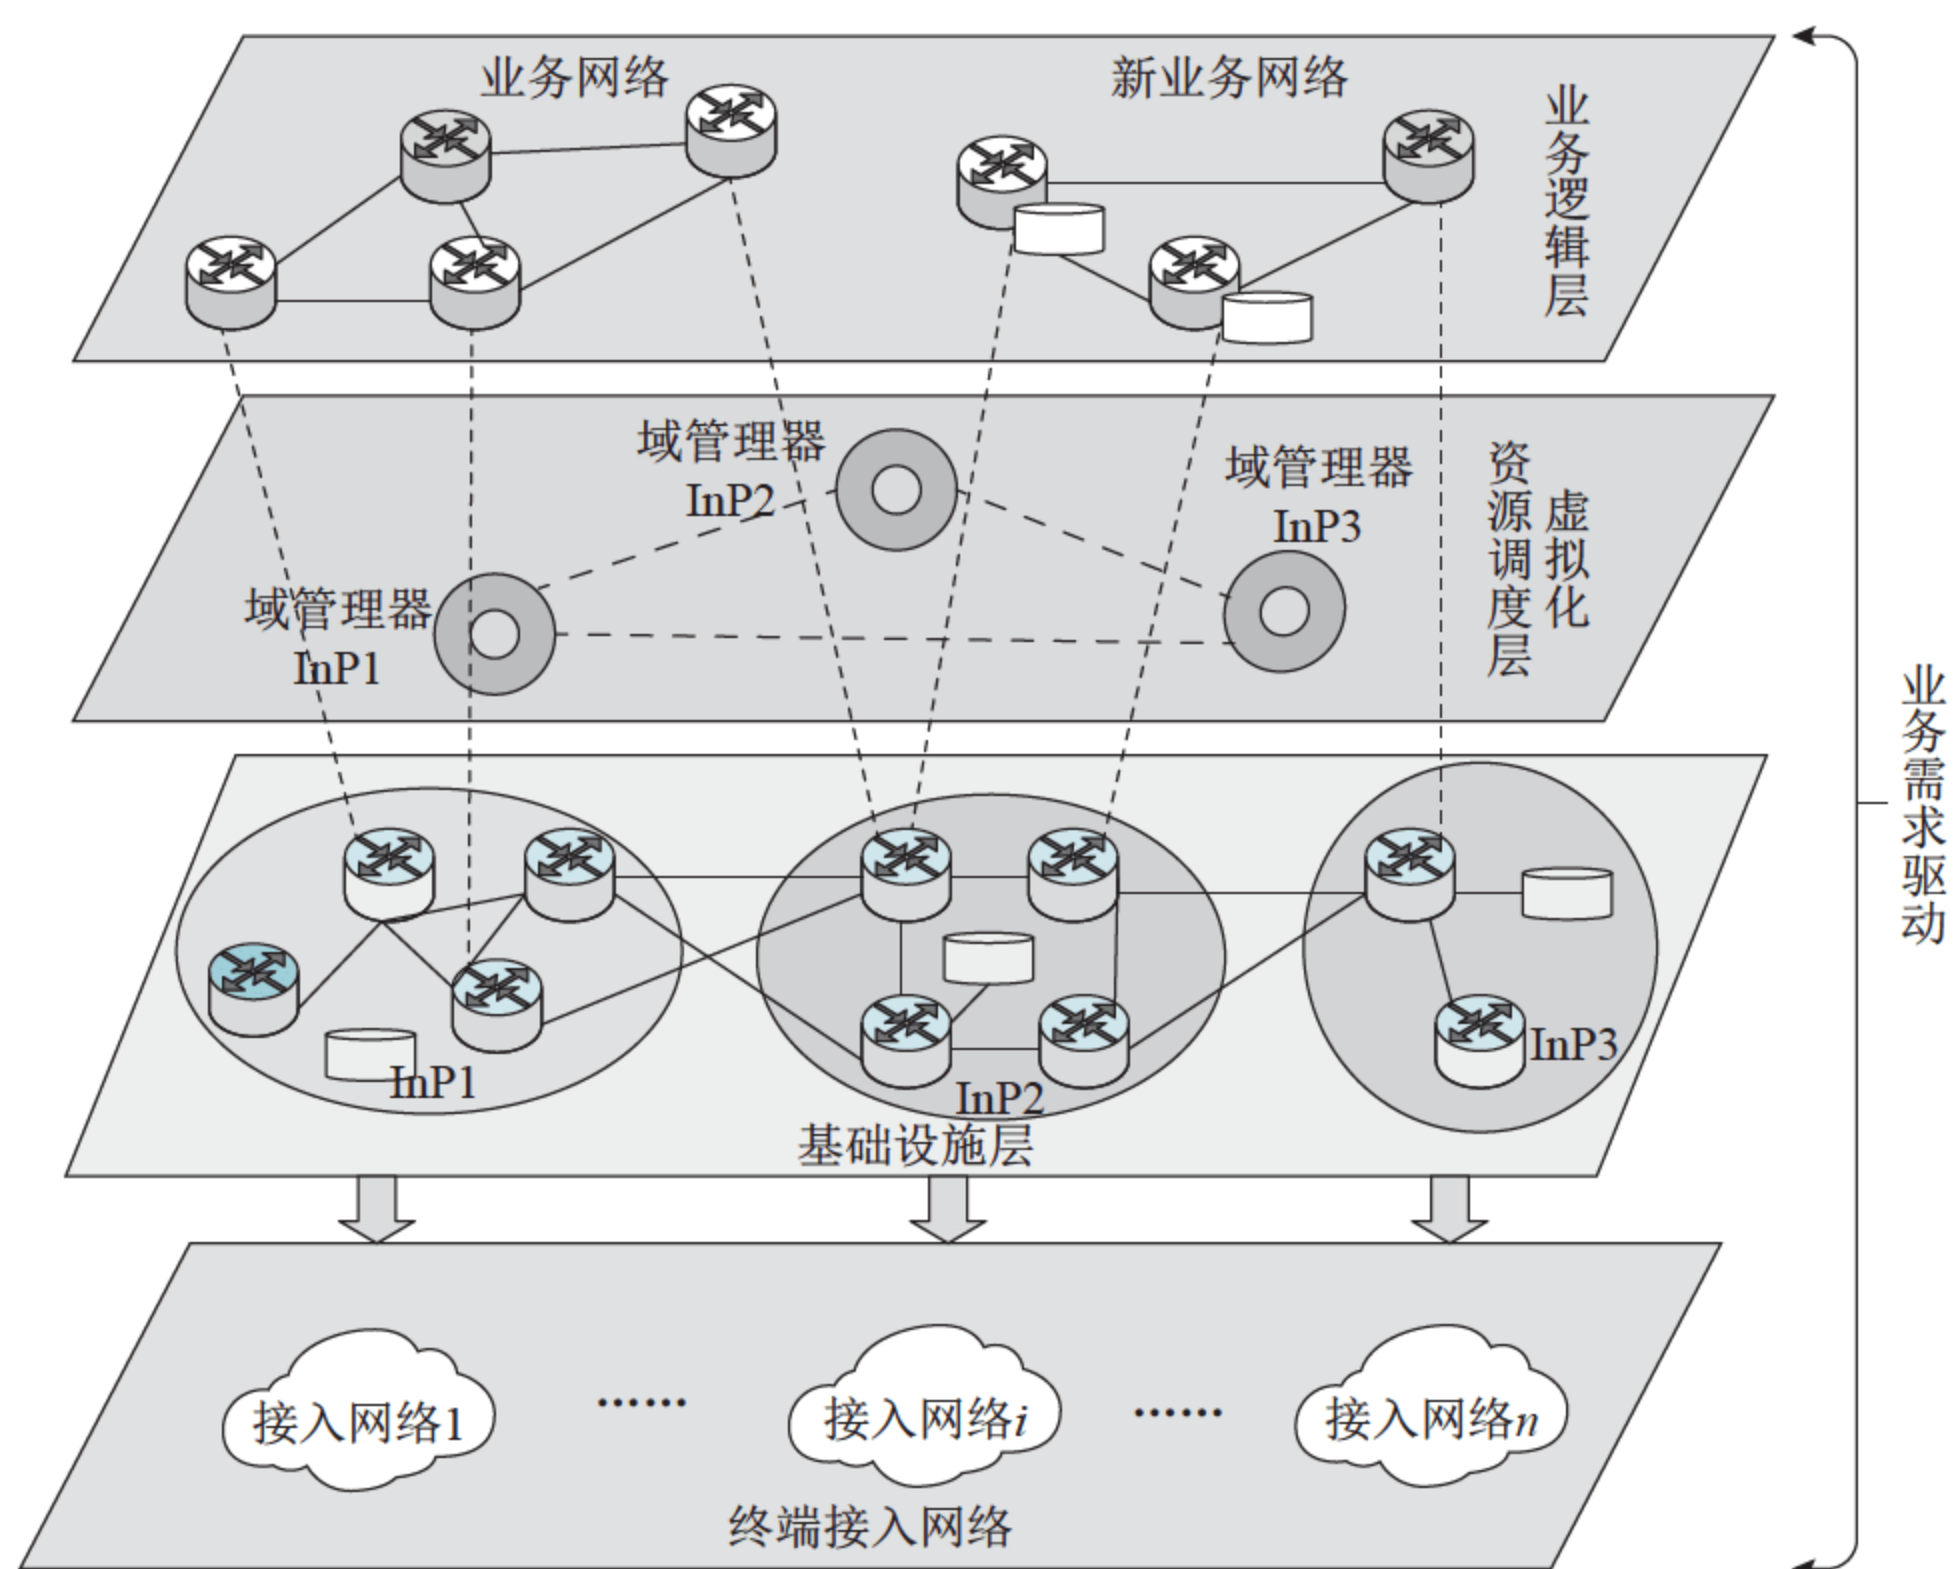 业务网络
新业务网络
业务逻辑层
域管理器
InP2
域管理器
InP3
域管理器
InP1
虚拟化
资源调度层
InP1
InP2
InP3
基础设施层
业务需求驱动
接入网络1
……
接入网络i
……
接入网络n
终端接入网络